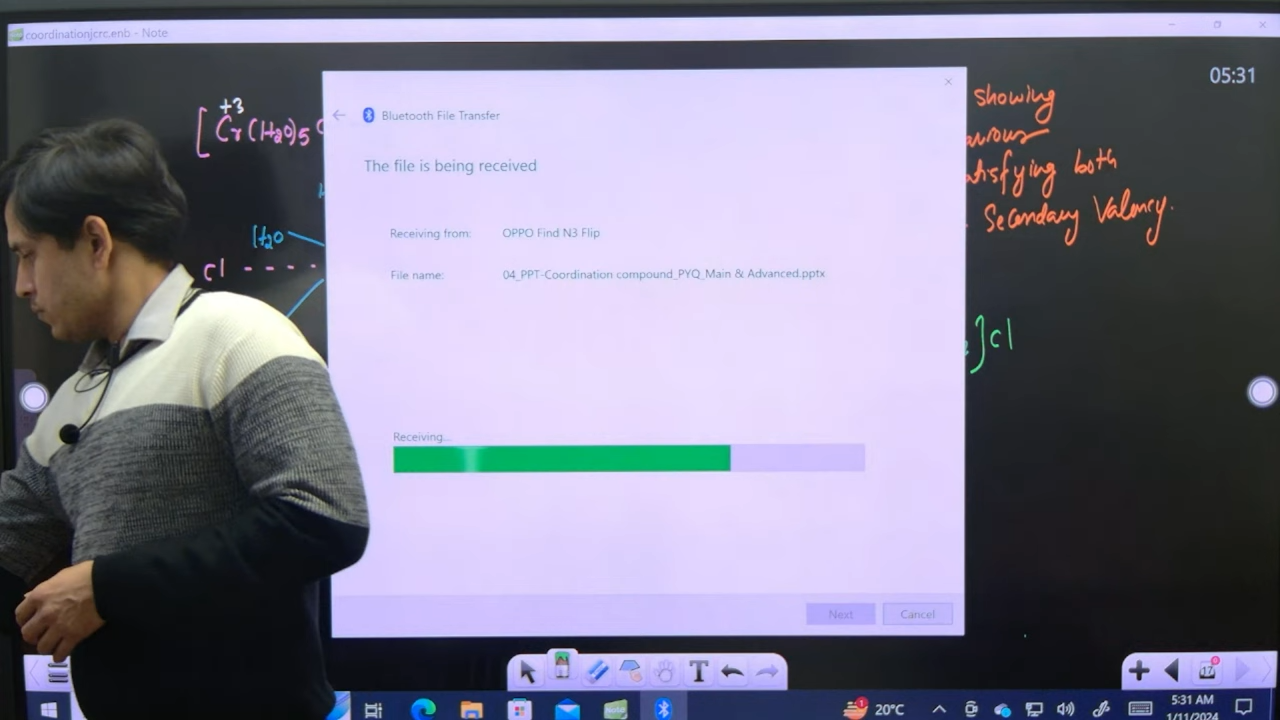 coordinationjcrc.enb - Note
05:31
+3
[Cr(H2O)5
showing
satisfying both
Secondary Valency.
H2O
Cl
]Cl
Bluetooth File Transfer
The file is being received
Receiving from: OPPO Find N3 Flip
File name: 04_PPT-Coordination compound_PYQ_Main & Advanced.pptx
Receiving...
Next Cancel
T
17
20°C
5:31 AM
1/11/2024